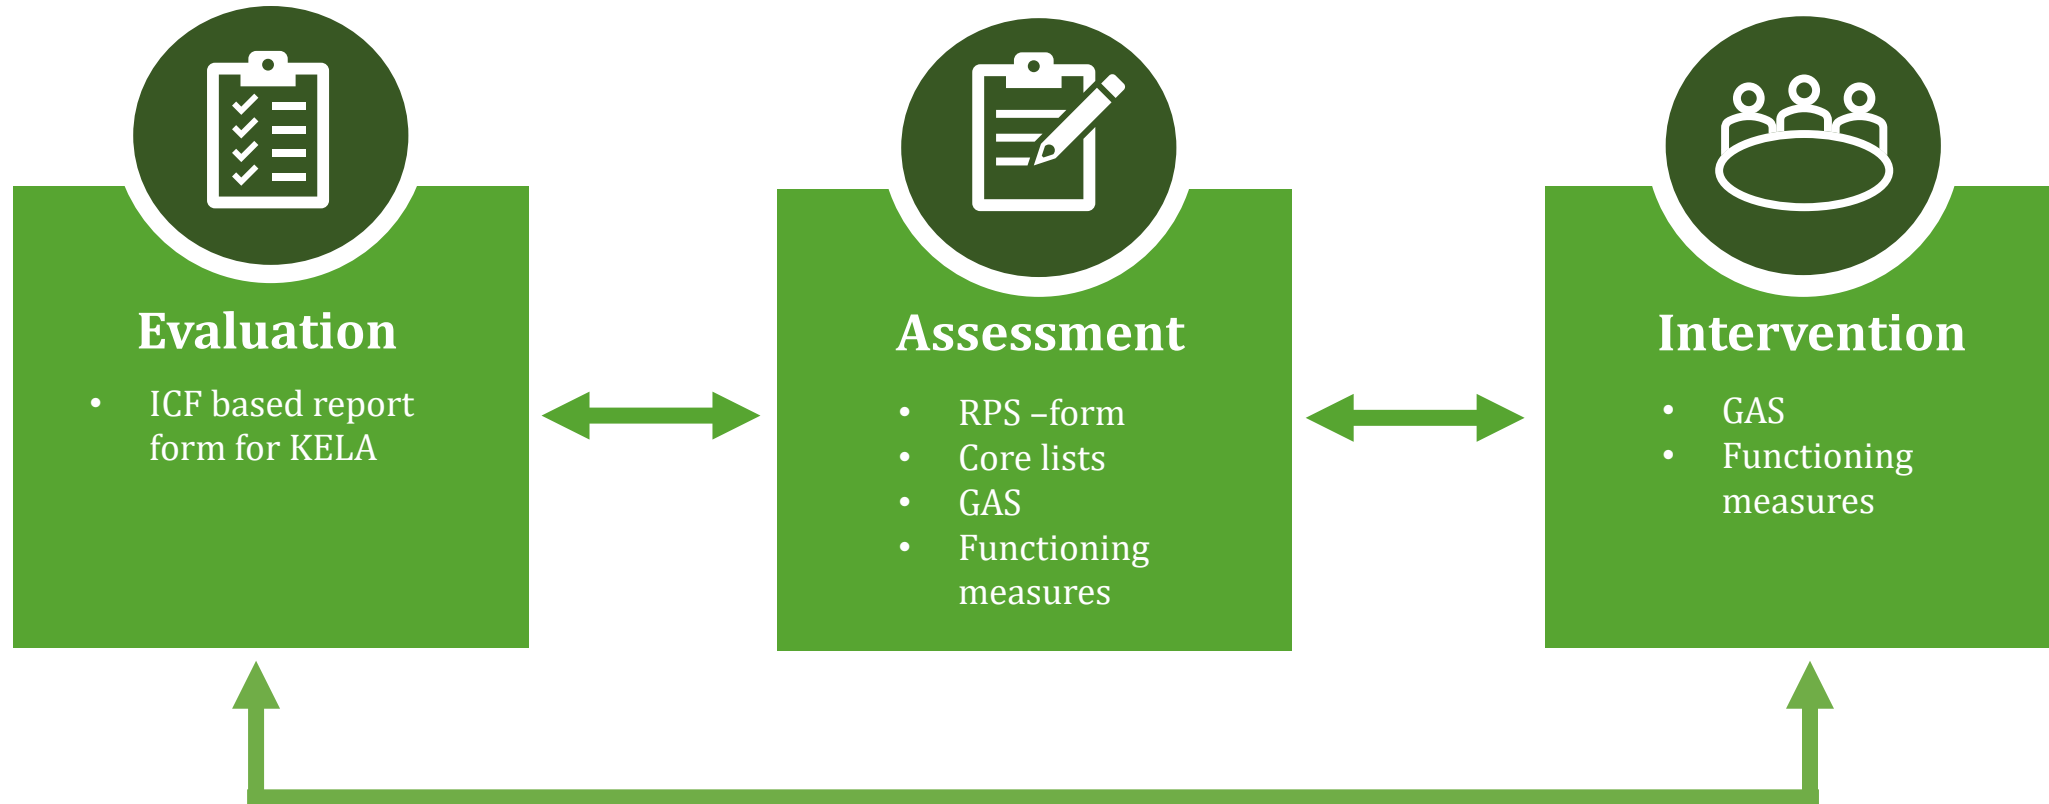 Evaluation
• ICF based report
form for KELA
Assessment
• RPS –form
• Core lists
• GAS
• Functioning
measures
Intervention
• GAS
• Functioning
measures